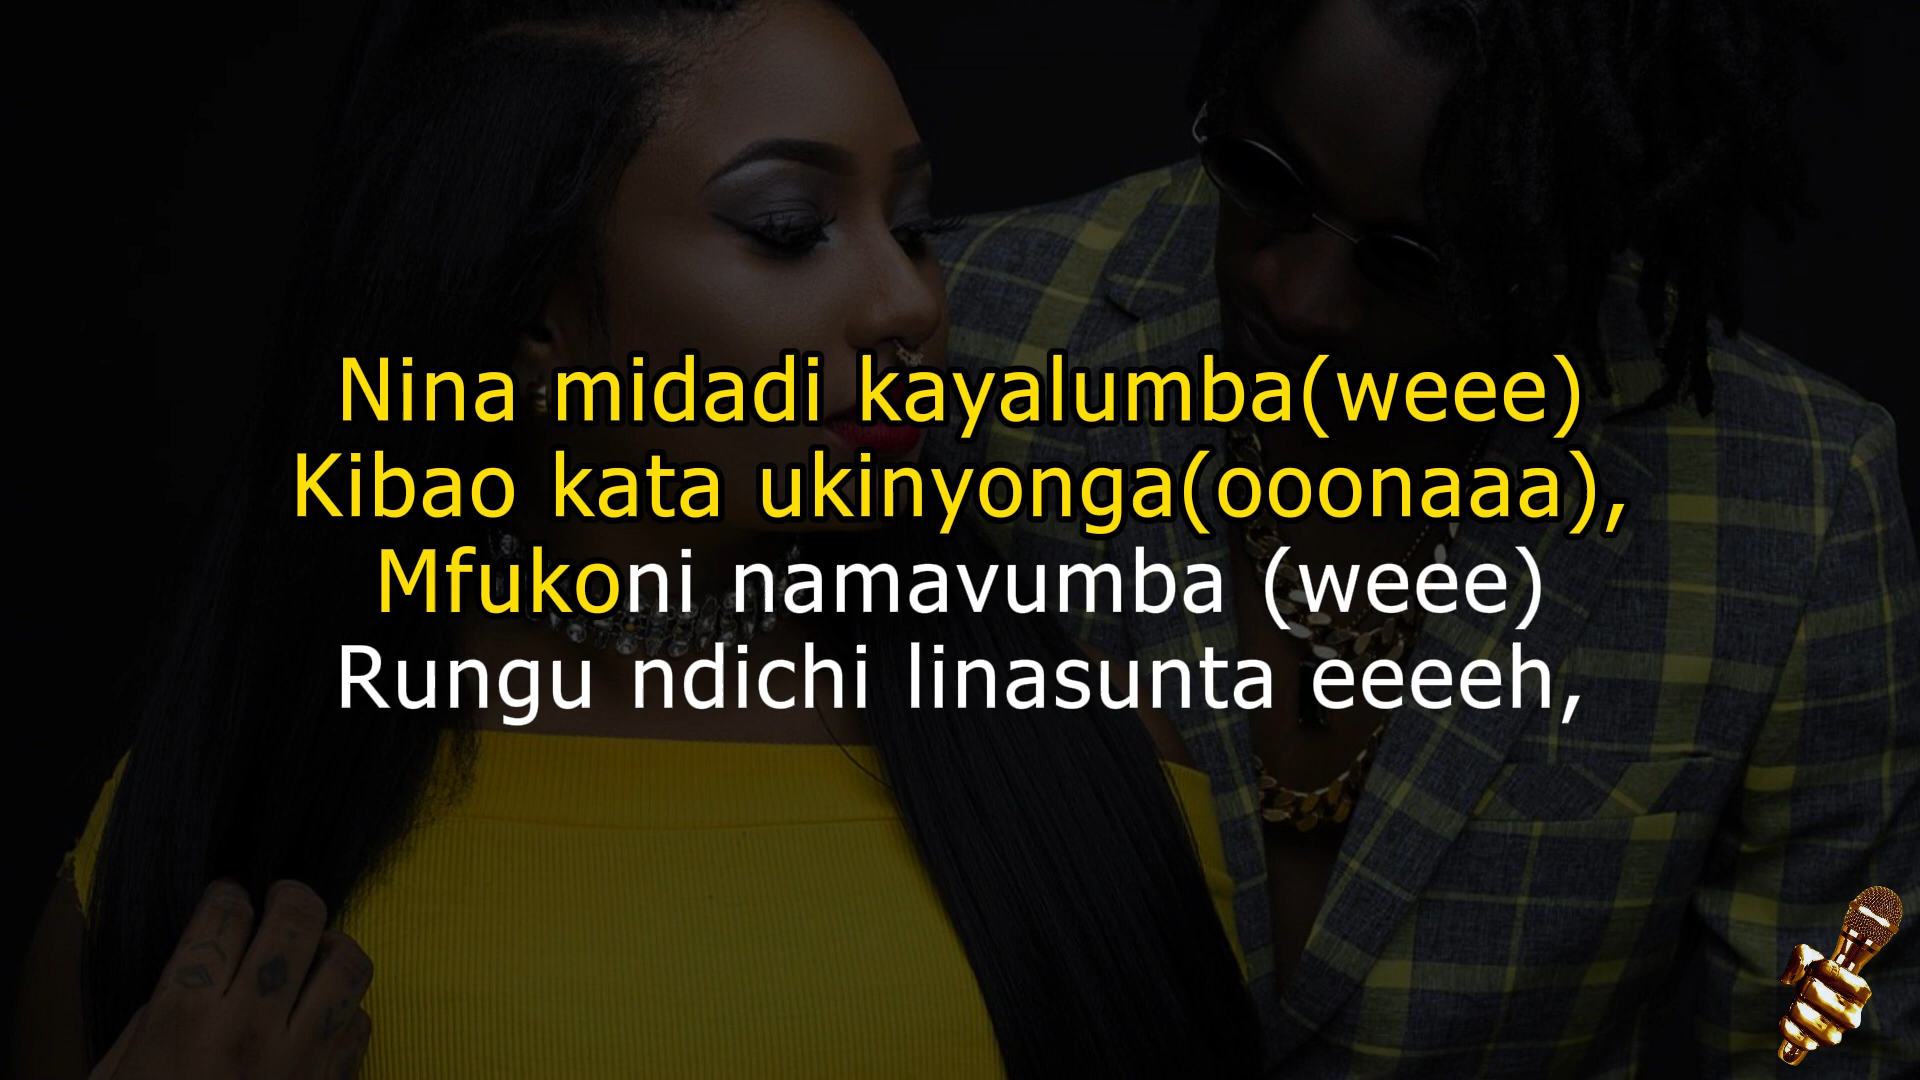 Nina midadi kayalumba(weee)
Kibao kata ukinyonga(ooonaaa),
Mfukoni namavumba (weee)
Rungu ndichi linasunta eeeeh,